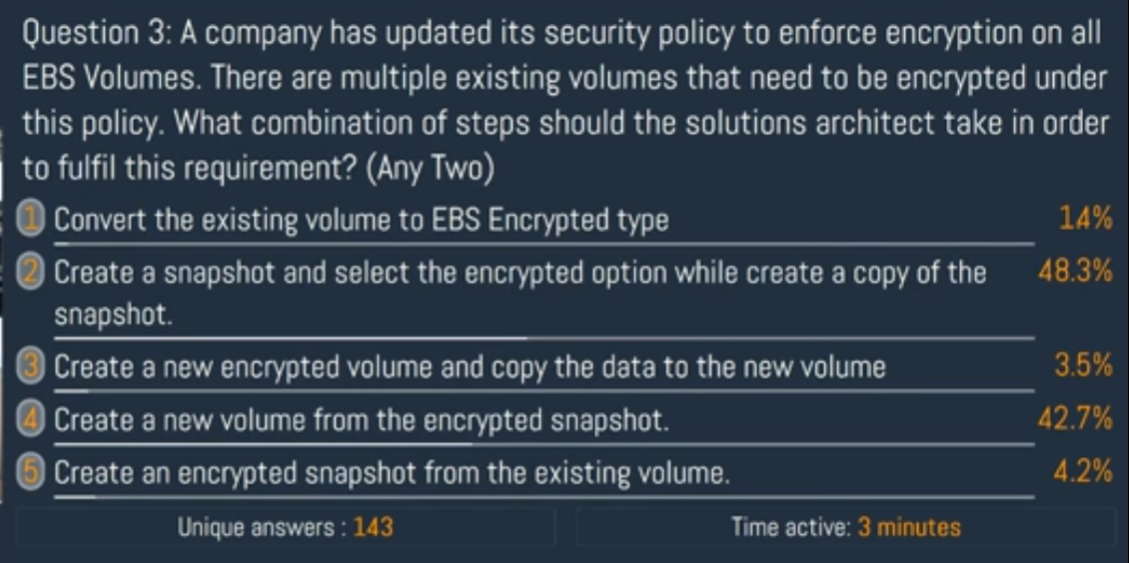 Question 3: A company has updated its security policy to enforce encryption on all
EBS Volumes. There are multiple existing volumes that need to be encrypted under
this policy. What combination of steps should the solutions architect take in order
to fulfil this requirement? (Any Two)
1 Convert the existing volume to EBS Encrypted type 1.4%
2 Create a snapshot and select the encrypted option while create a copy of the 48.3%
snapshot.
3 Create a new encrypted volume and copy the data to the new volume 3.5%
4 Create a new volume from the encrypted snapshot. 42.7%
5 Create an encrypted snapshot from the existing volume. 4.2%
Unique answers : 143 Time active: 3 minutes